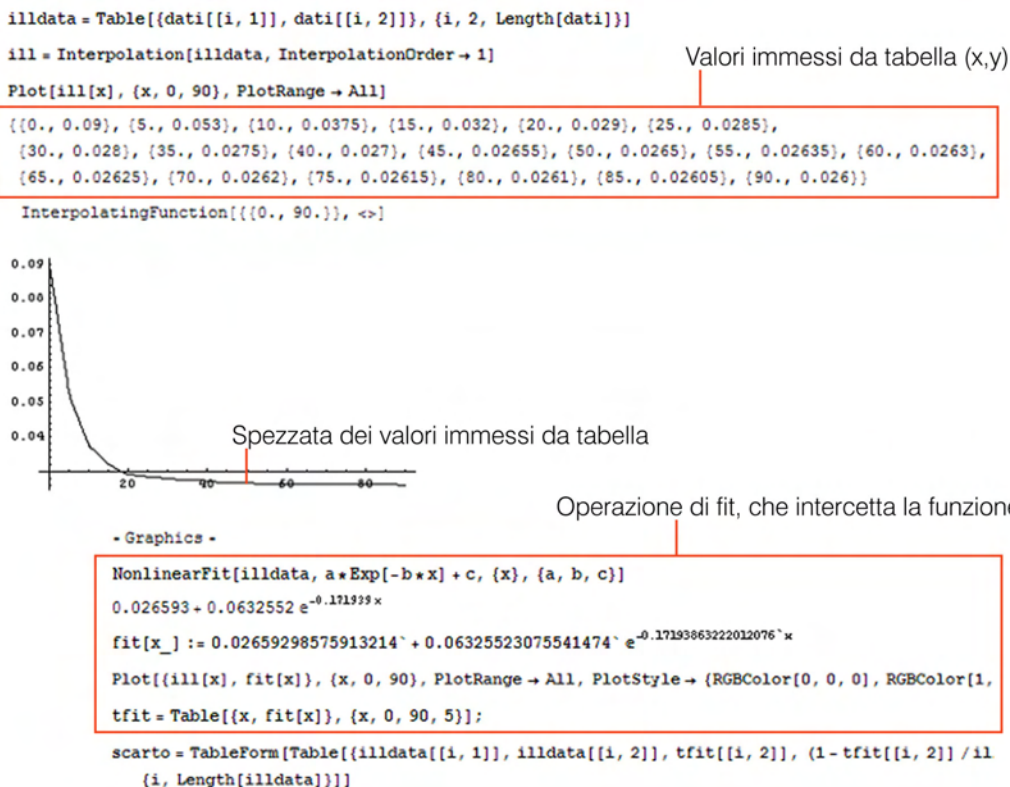 illdata = Table[{dati[[i, 1]], dati[[i, 2]]}, {i, 2, Length[dati]}]
ill = Interpolation[illdata, InterpolationOrder → 1]
Valori immessi da tabella (x,y)
Plot[ill[x], {x, 0, 90}, PlotRange → All]
{{0., 0.09}, {5., 0.053}, {10., 0.0375}, {15., 0.032}, {20., 0.029}, {25., 0.0285},
{30., 0.028}, {35., 0.0275}, {40., 0.027}, {45., 0.02655}, {50., 0.0265}, {55., 0.02635}, {60., 0.0263},
{65., 0.02625}, {70., 0.0262}, {75., 0.02615}, {80., 0.0261}, {85., 0.02605}, {90., 0.026}}
InterpolatingFunction[{{0., 90.}}, <>]
0.09
0.08
0.07
0.06
0.05
0.04
Spezzata dei valori immessi da tabella
20 40 60 80
Operazione di fit, che intercetta la funzione
- Graphics -
NonlinearFit[illdata, a * Exp[-b * x] + c, {x}, {a, b, c}]
0.026593 + 0.0632552 e^-0.171939 x
fit[x_] := 0.02659298575913214` + 0.06325523075541474` e^-0.17193863222012076` x
Plot[{ill[x], fit[x]}, {x, 0, 90}, PlotRange → All, PlotStyle → {RGBColor[0, 0, 0], RGBColor[1,
tfit = Table[{x, fit[x]}, {x, 0, 90, 5}];
scarto = TableForm[Table[{illdata[[i, 1]], illdata[[i, 2]], tfit[[i, 2]], (1 - tfit[[i, 2]] / il
{i, Length[illdata]}]]